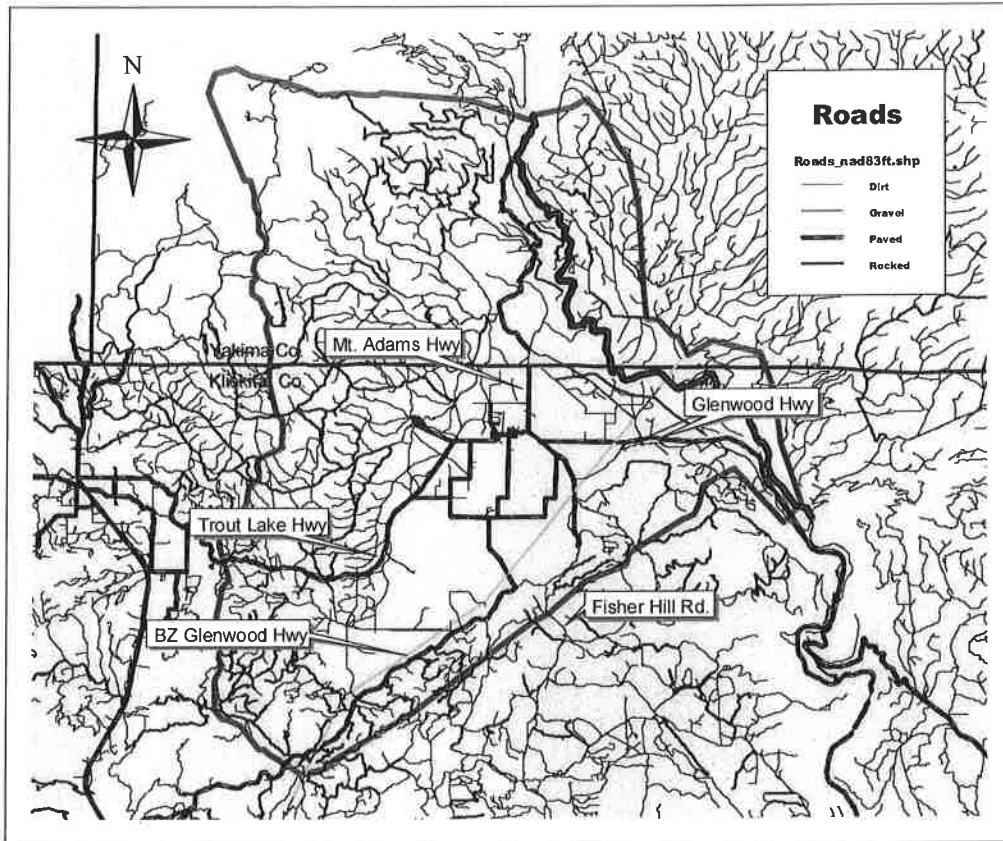 N
Roads
Roads_nad83ft.shp
Dirt
Gravel
Paved
Rocked
Mt. Adams Hwy
Yakima Co.
Klickitat Co.
Glenwood Hwy
Trout Lake Hwy
Fisher Hill Rd.
BZ Glenwood Hwy